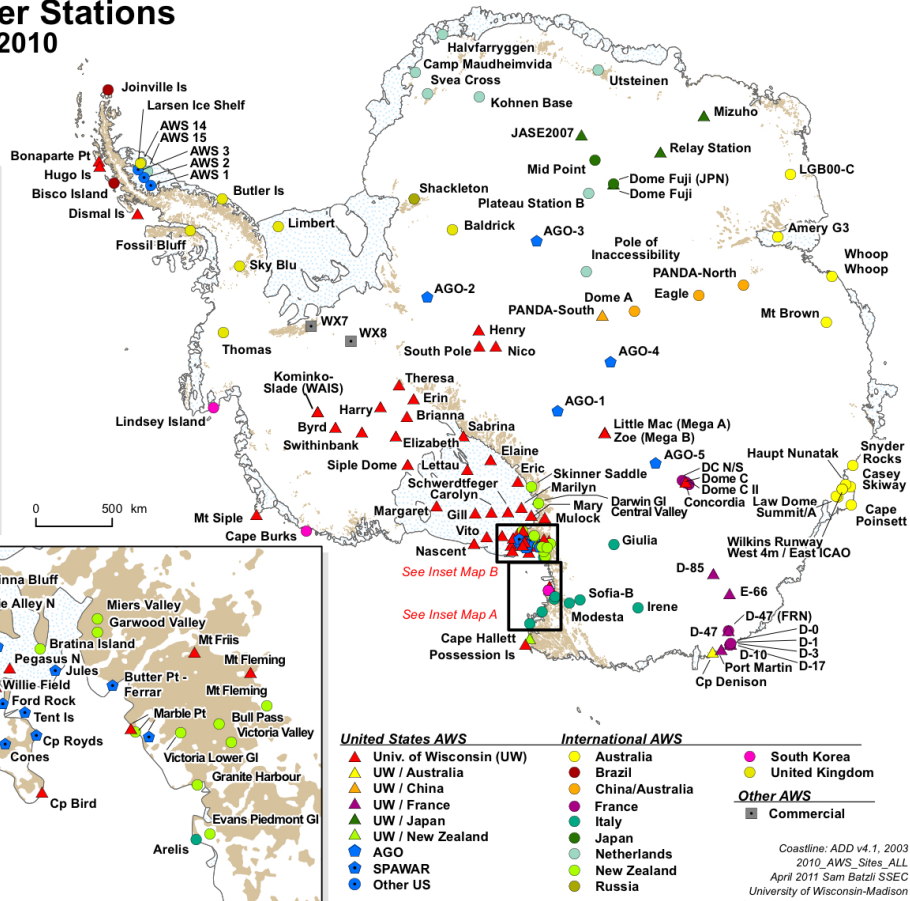 er Stations
2010
Halvfarryggen
Camp Maudheimvida
Svea Cross
Utsteinen
Kohnen Base
Joinville Is
Larsen Ice Shelf
AWS 14
AWS 15
AWS 3
AWS 2
AWS 1
Bonaparte Pt
Hugo Is
Bisco Island
Dismal Is
Butler Is
Fossil Bluff
Limbert
Sky Blu
Mizuho
JASE2007
Relay Station
Mid Point
Dome Fuji (JPN)
Dome Fuji
Plateau Station B
LGB00-C
Shackleton
Baldrick
AGO-3
Amery G3
Pole of
Inaccessibility
Whoop
Whoop
PANDA-North
AGO-2
Dome A
Eagle
PANDA-South
Mt Brown
WX7
WX8
Thomas
Henry
South Pole
Nico
AGO-4
Kominko-
Slade (WAIS)
Theresa
Erin
Harry
Brianna
AGO-1
Lindsey Island
Byrd
Swithinbank
Elizabeth
Sabrina
Little Mac (Mega A)
Zoe (Mega B)
Siple Dome
Lettau
Elaine
Eric
AGO-5
Haupt Nunatak
Snyder
Rocks
Casey
Skiway
Schwerdtfeger
Carolyn
Skinner Saddle
Marilyn
DC N/S
Dome C
Dome C II
Concordia
Law Dome
Summit/A
Cape
Poinsett
0
500 km
Margaret
Gill
Mary
Mulock
Darwin Gl
Central Valley
Mt Siple
Cape Burks
Vito
Nascent
Giulia
Wilkins Runway
West 4m / East ICAO
See Inset Map B
D-85
E-66
Sofia-B
Irene
See Inset Map A
Modesta
Cape Hallett
Possession Is
D-47 (FRN)
D-47
D-0
D-1
D-3
D-10
D-17
Port Martin
Cp Denison
inna Bluff
e Alley N
Miers Valley
Garwood Valley
Bratina Island
Mt Friis
Pegasus N
Jules
Mt Fleming
Willie Field
Butter Pt -
Ferrar
Mt Fleming
Ford Rock
Tent Is
Marble Pt
Bull Pass
Victoria Valley
Cp Royds
Cones
Victoria Lower Gl
Granite Harbour
Cp Bird
Evans Piedmont Gl
Arelis
United States AWS
Univ. of Wisconsin (UW)
UW / Australia
UW / China
UW / France
UW / Japan
UW / New Zealand
AGO
SPAWAR
Other US
International AWS
Australia
Brazil
China/Australia
France
Italy
Japan
Netherlands
New Zealand
Russia
South Korea
United Kingdom
Other AWS
Commercial
Coastline: ADD v4.1, 2003
2010_AWS_Sites_ALL
April 2011 Sam Batzli SSEC
University of Wisconsin-Madison